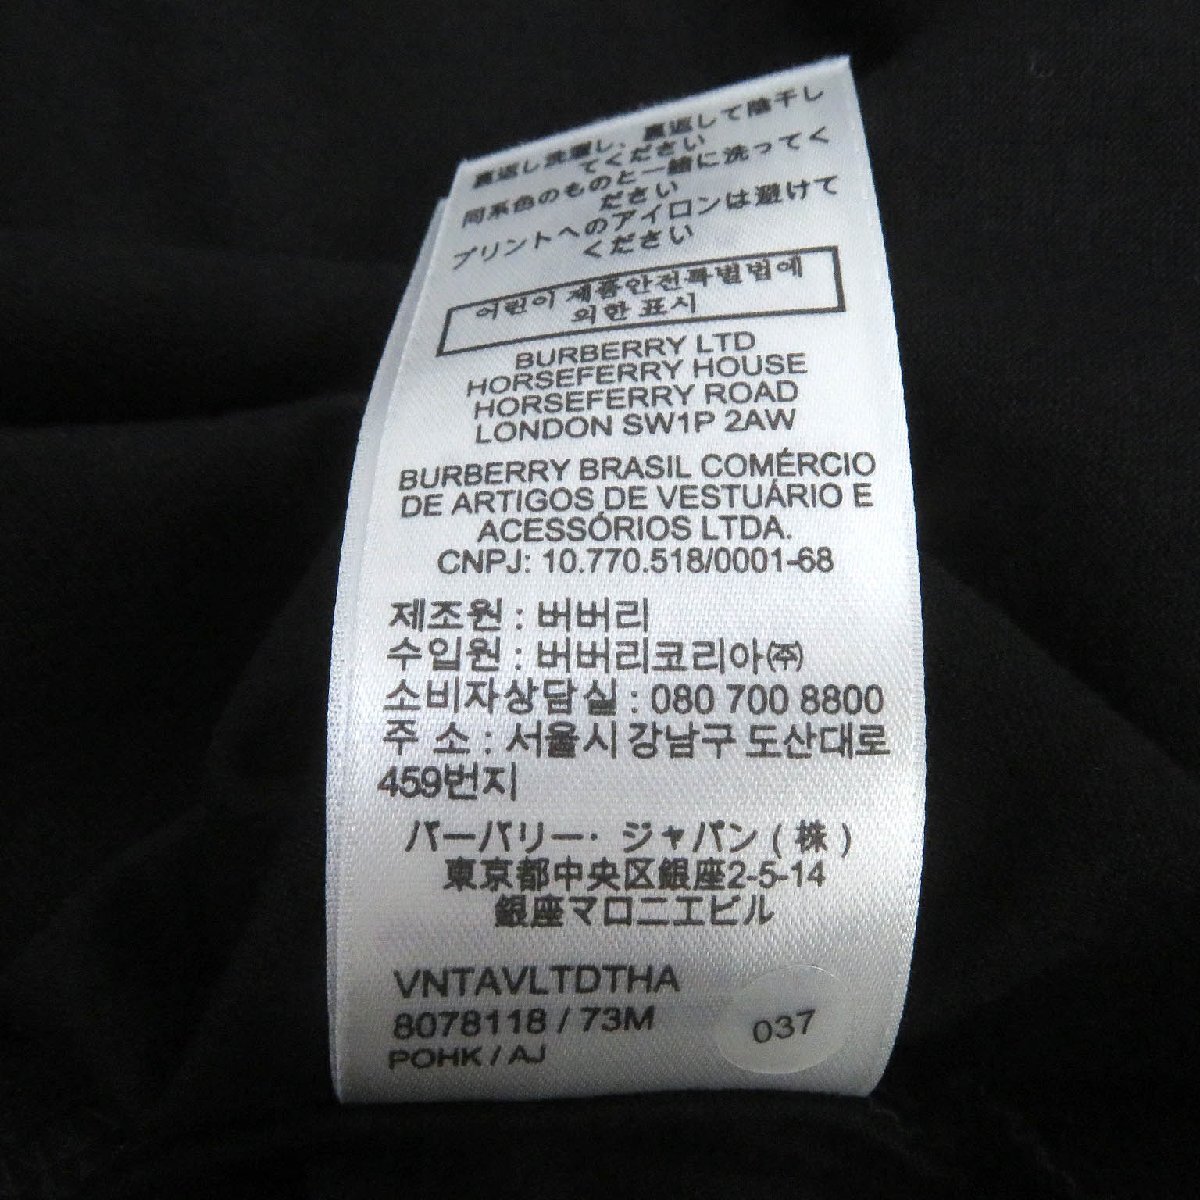 裏返し洗濯し、裏返して陰干し
てください
同系色のものと一緒に洗ってく
ださい
プリントへのアイロンは避けて
ください
어린이 제품안전특별법에
의한 표시
BURBERRY LTD
HORSEFERRY HOUSE
HORSEFERRY ROAD
LONDON SW1P 2AW
BURBERRY BRASIL COMÉRCIO
DE ARTIGOS DE VESTUÁRIO E
ACESSÓRIOS LTDA.
CNPJ: 10.770.518/0001-68
제조원 : 버버리
수입원 : 버버리코리아㈜
소비자상담실 : 080 700 8800
주 소 : 서울시 강남구 도산대로
459번지
バーバリー・ジャパン(株)
東京都中央区銀座2-5-14
銀座マロニエビル
VNTAVLTDTHA
8078118 / 73M
POHK / AJ
037